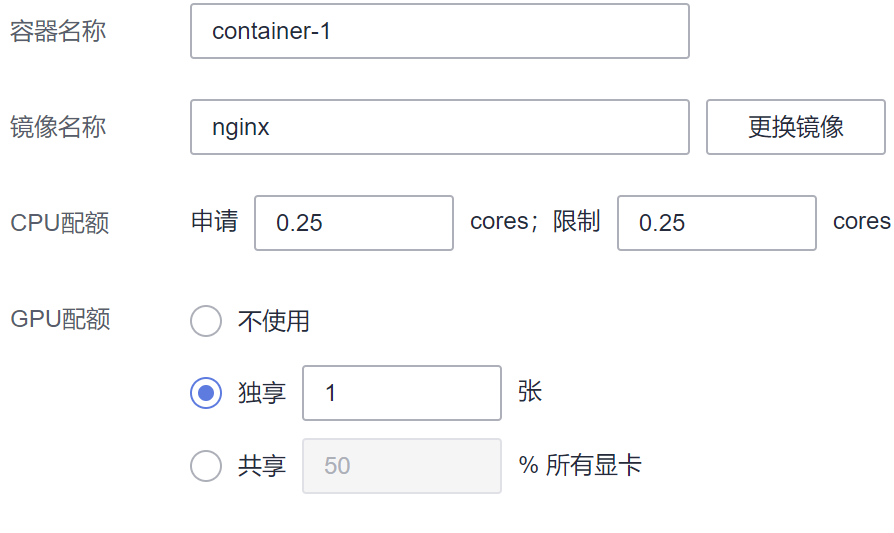 容器名称 container-1
镜像名称 nginx 更换镜像
CPU配额 申请 0.25 cores；限制 0.25 cores
GPU配额 不使用
独享 1 张
共享 50 % 所有显卡